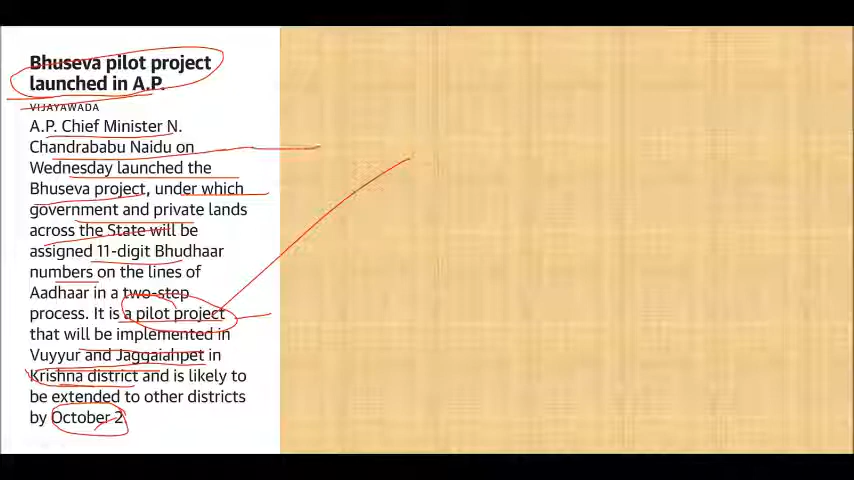 Bhuseva pilot project
launched in A.P.
VIJAYAWADA
A.P. Chief Minister N.
Chandrababu Naidu on
Wednesday launched the
Bhuseva project, under which
government and private lands
across the State will be
assigned 11-digit Bhudhaar
numbers on the lines of
Aadhaar in a two-step
process. It is a pilot project
that will be implemented in
Vuyyur and Jaggaiahpet in
Krishna district and is likely to
be extended to other districts
by October 2